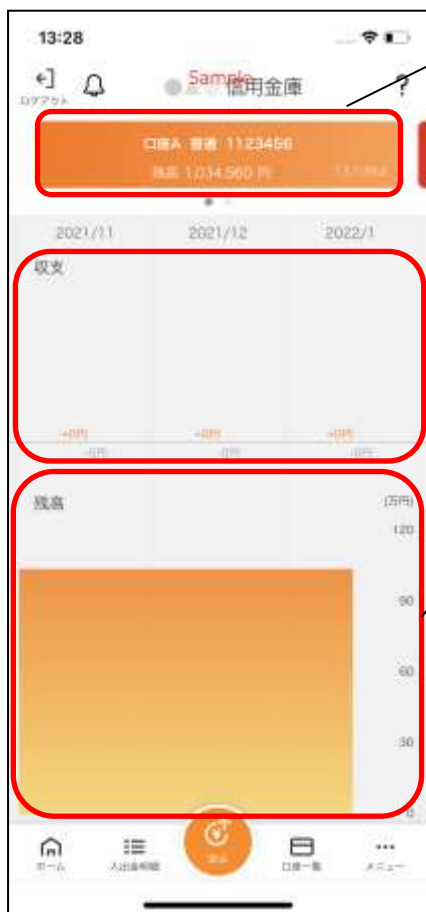 13:28
ログアウト
Sample
信用金庫
?
口座A 普通 1123456
残高 1,034,560 円
2021/11 2021/12 2022/1
収支
+0円 +0円 +0円
-0円 -0円 -0円
残高
(万円)
120
90
60
30
0
ホーム 入出金明細 口座一覧 メニュー